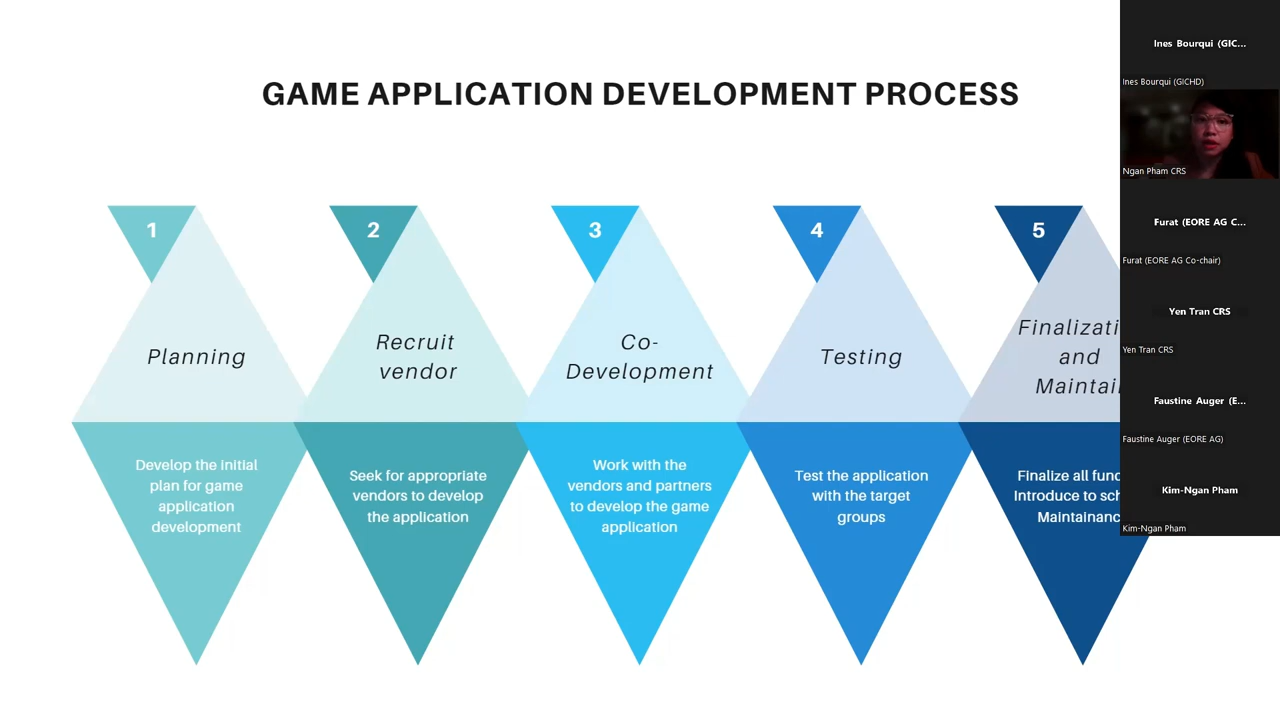 GAME APPLICATION DEVELOPMENT PROCESS
1
Planning
Develop the initial
plan for game
application
development
2
Recruit
vendor
Seek for appropriate
vendors to develop
the application
3
Co-
Development
Work with the
vendors and partners
to develop the game
application
4
Testing
Test the application
with the target
groups
5
and
Finalize all
Introduce to
Ines Bourqui (GIC...
Ines Bourqui (GICHD)
Ngan Pham CRS
Furat (EORE AG C...
Furat (EORE AG Co-chair)
Yen Tran CRS
Yen Tran CRS
Faustine Auger (E...
Faustine Auger (EORE AG)
Kim-Ngan Pham
Kim-Ngan Pham